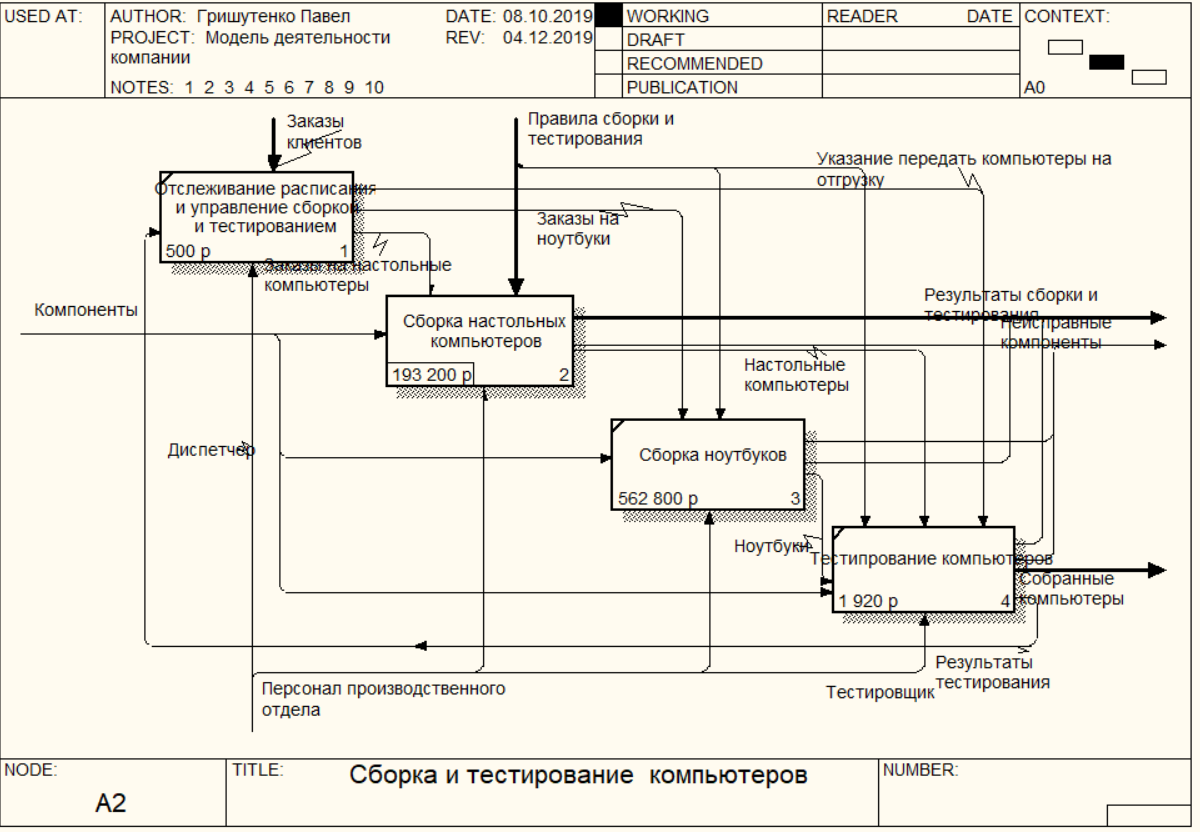 USED AT:
AUTHOR: Гришутенко Павел
DATE: 08.10.2019
PROJECT: Модель деятельности
компании
REV: 04.12.2019
NOTES: 1 2 3 4 5 6 7 8 9 10
WORKING
DRAFT
RECOMMENDED
PUBLICATION
READER
DATE
CONTEXT:
A0
Заказы
клиентов
Правила сборки и
тестирования
Указание передать компьютеры на
отгрузку
Отслеживание расписания
и управление сборкой
и тестированием
500 р
1
Заказы на
ноутбуки
Заказы на настольные
компьютеры
Компоненты
Сборка настольных
компьютеров
193 200 р
2
Результаты сборки и
тестирования
Неисправные
компоненты
Настольные
компьютеры
Диспетчер
Сборка ноутбуков
562 800 р
3
Ноутбуки
Тестипрование компьютеров
1 920 р
4
Собранные
компьютеры
Результаты
тестирования
Персонал производственного
отдела
Тестировщик
NODE:
A2
TITLE:
Сборка и тестирование компьютеров
NUMBER: